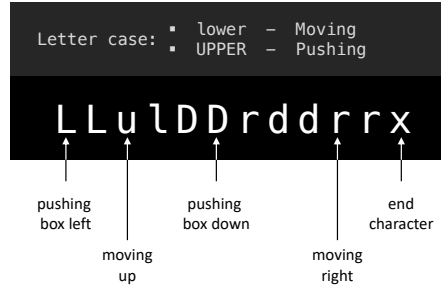 Letter case: ▪ lower – Moving
▪ UPPER – Pushing
LLulDDrddrrx
pushing box left
pushing box down
end character
moving up
moving right